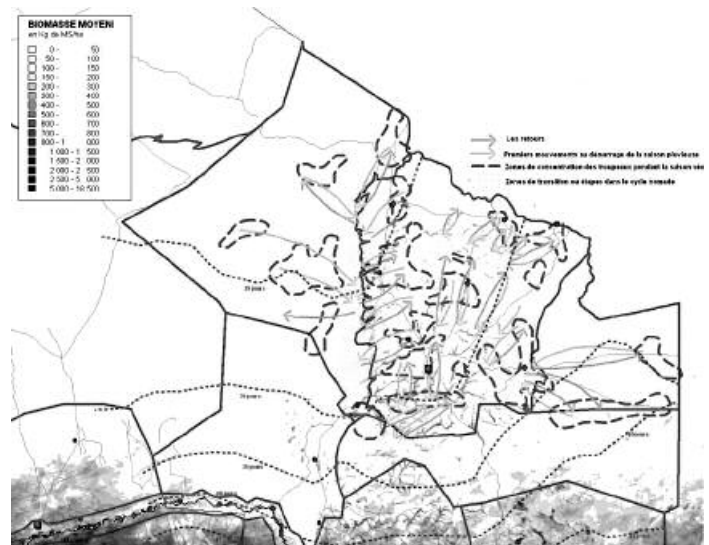 BIOMASSE MOYENI
en Kg de MS/ha
0 - 50
50 - 100
100 - 150
150 - 200
200 - 300
300 - 400
400 - 500
500 - 600
600 - 700
700 - 800
800 - 1 000
1 000 - 1 500
1 500 - 2 000
2 000 - 2 500
2 500 - 5 000
5 000 - 10 500
Les retours
Premiers mouvements au démarrage de la saison pluvieuse
Zones de concentration des troupeaux pendant la saison
Zones de transition ou étapes dans le cycle nomade